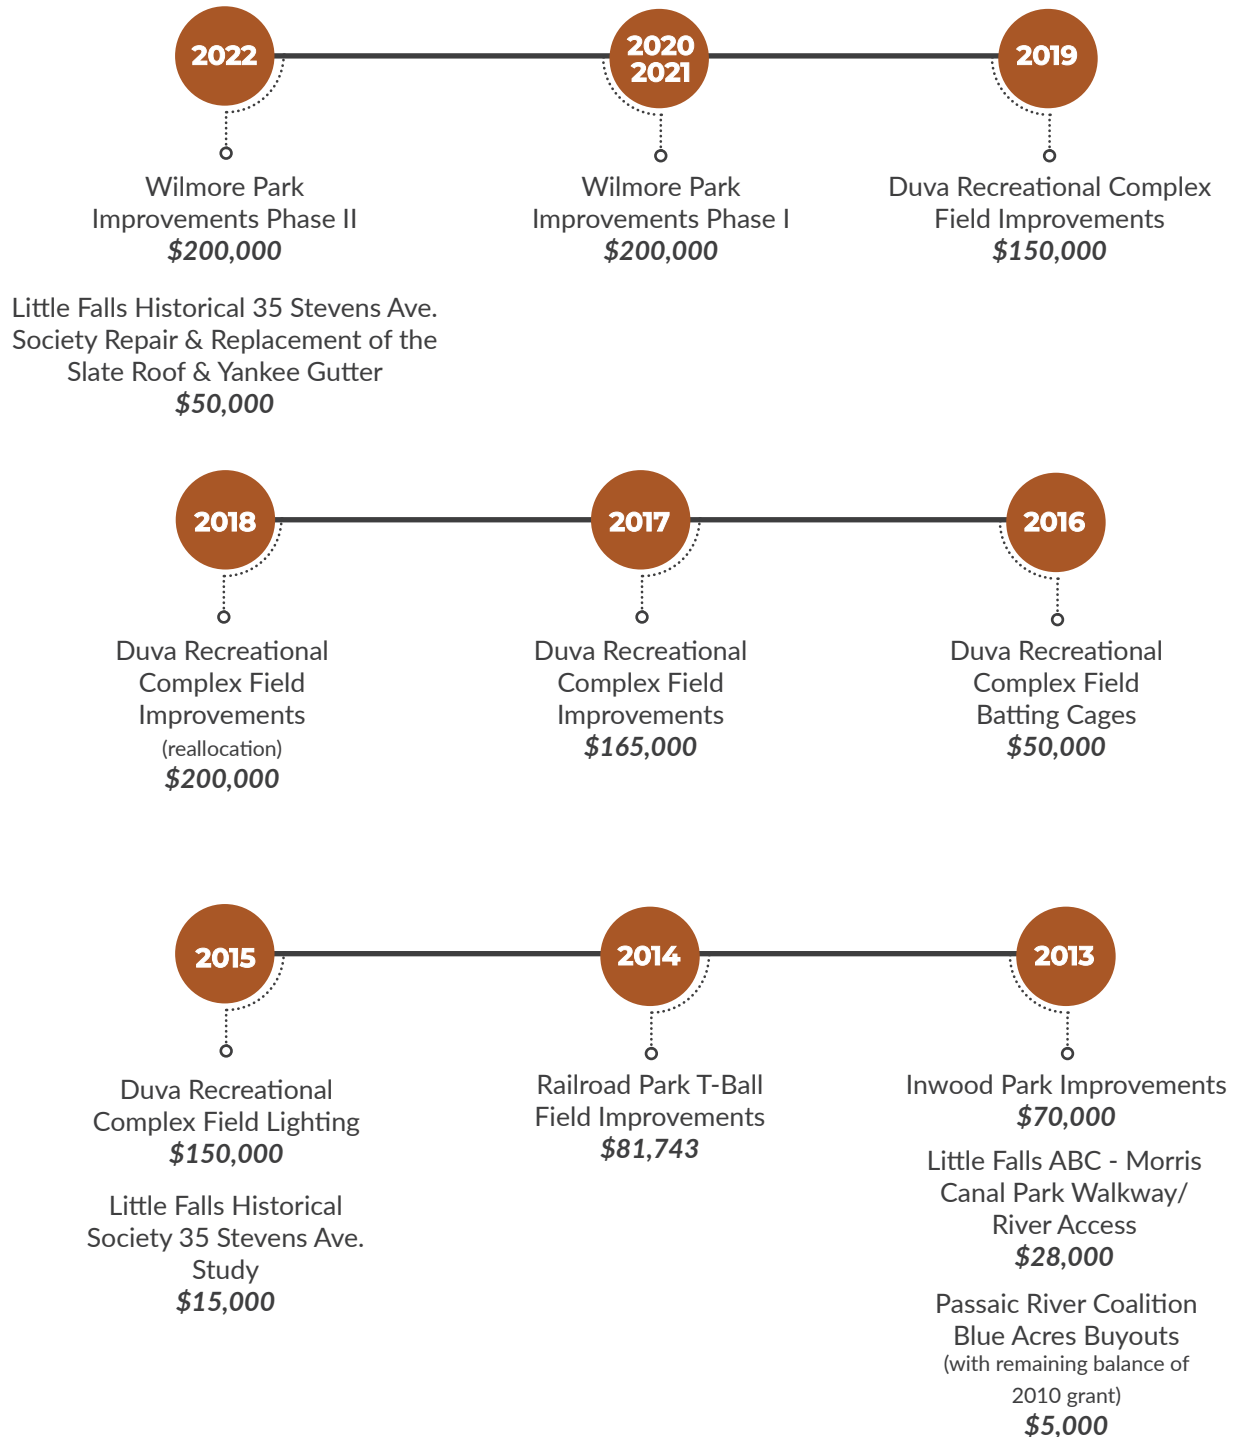 2022
Wilmore Park
Improvements Phase II
$200,000
Little Falls Historical 35 Stevens Ave.
Society Repair & Replacement of the
Slate Roof & Yankee Gutter
$50,000
2020
2021
Wilmore Park
Improvements Phase I
$200,000
2019
Duva Recreational Complex
Field Improvements
$150,000
2018
Duva Recreational
Complex Field
Improvements
(reallocation)
$200,000
2017
Duva Recreational
Complex Field
Improvements
$165,000
2016
Duva Recreational
Complex Field
Batting Cages
$50,000
2015
Duva Recreational
Complex Field Lighting
$150,000
Little Falls Historical
Society 35 Stevens Ave.
Study
$15,000
2014
Railroad Park T-Ball
Field Improvements
$81,743
2013
Inwood Park Improvements
$70,000
Little Falls ABC - Morris
Canal Park Walkway/
River Access
$28,000
Passaic River Coalition
Blue Acres Buyouts
(with remaining balance of
2010 grant)
$5,000